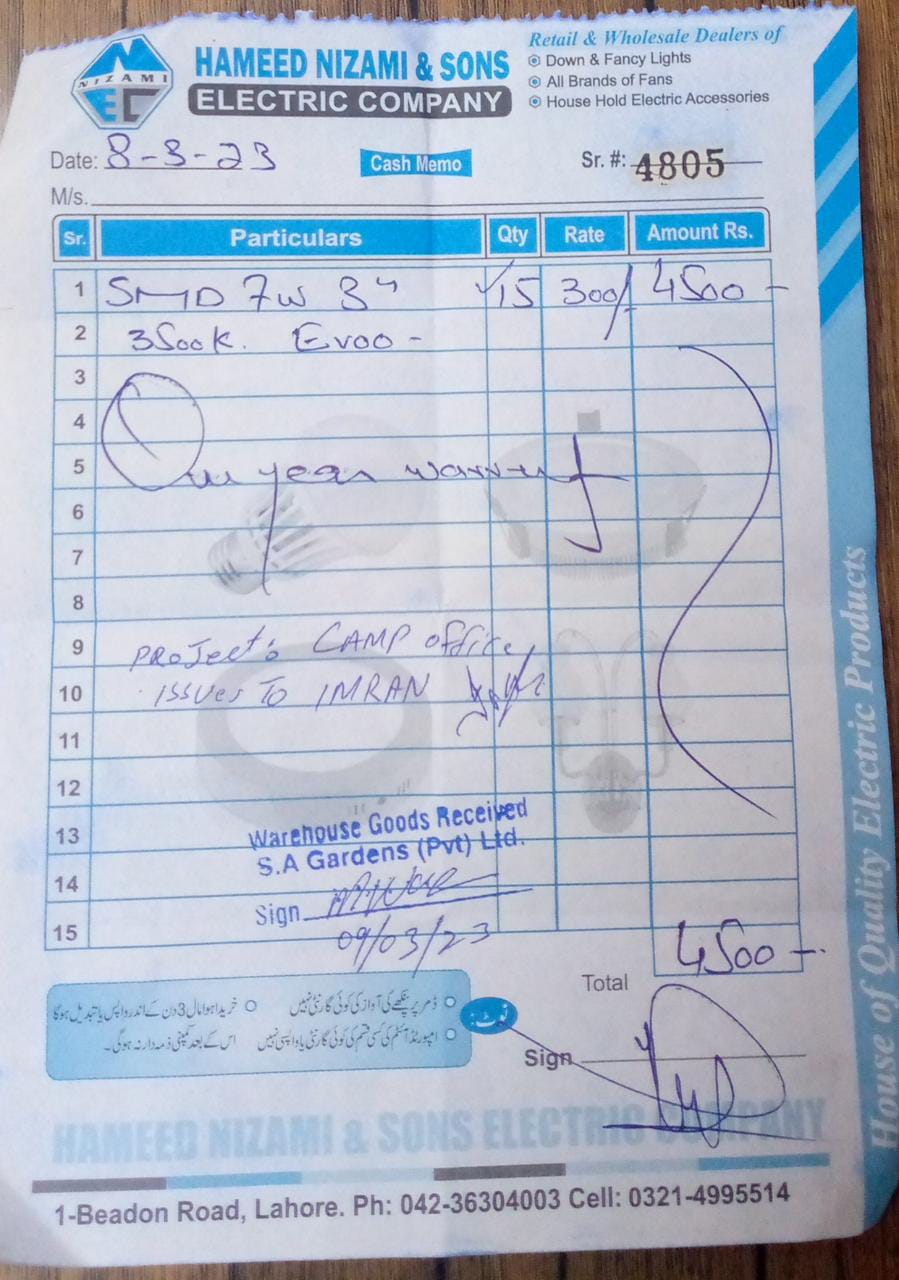 NIZAMI
EC
HAMEED NIZAMI & SONS
ELECTRIC COMPANY
Retail & Wholesale Dealers of
Down & Fancy Lights
All Brands of Fans
House Hold Electric Accessories
Date: 8-3-23
Cash Memo
Sr. #: 4805
M/s.
Sr. Particulars Qty Rate Amount Rs.
1 SMD 7W 3" 15 300/- 4500 -
2 3500k. Evoo -
3
4
5 One year warranty
6
7
8
9 PROJect: CAMP office
10 ISSUes To IMRAN
11
12
13 Warehouse Goods Received
S.A Gardens (Pvt) Ltd.
14
Sign
15 09/03/23
4500 -
Total
نوٹ
ڈمر پر پنکھے کی آواز کی کوئی گارنٹی نہیں خریدا ہوا مال 3 دن کے اندر واپس یا تبدیل ہوگا
امپورٹڈ آئٹم کی کسی قسم کی کوئی گارنٹی یا واپسی نہیں اس کے بعد کمپنی ذمہ دار نہ ہوگی۔
Sign
HAMEED NIZAMI & SONS ELECTRIC COMPANY
1-Beadon Road, Lahore. Ph: 042-36304003 Cell: 0321-4995514
House of Quality Electric Products